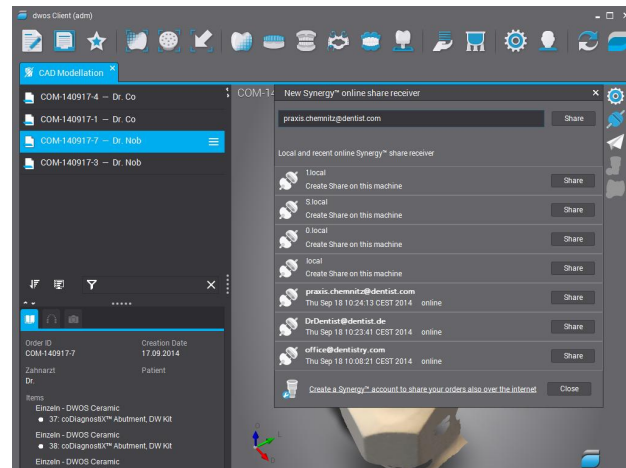 dwos Client (adm)
CAD Modellation
COM-140917-4 — Dr. Co
COM-140917-1 — Dr. Co
COM-140917-7 — Dr. Nob
COM-140917-3 — Dr. Nob
Order ID
Creation Date
COM-140917-7
17.09.2014
Zahnarzt
Patient
Dr.
Items
Einzeln - DWOS Ceramic
37: coDiagnostiX™ Abutment, DW Kit
Einzeln - DWOS Ceramic
38: coDiagnostiX™ Abutment, DW Kit
Einzeln - DWOS Ceramic
COM-14
New Synergy™ online share receiver
praxis.chemnitz@dentist.com
Share
Local and recent online Synergy™ share receiver
1.local
Create Share on this machine
Share
S.local
Create Share on this machine
Share
0.local
Create Share on this machine
Share
local
Create Share on this machine
Share
praxis.chemnitz@dentist.com
Thu Sep 18 10:24:13 CEST 2014 online
Share
DrDentist@dentist.de
Thu Sep 18 10:23:41 CEST 2014 online
Share
office@dentistry.com
Thu Sep 18 10:08:21 CEST 2014 online
Share
Create a Synergy™ account to share your orders also over the internet
Close